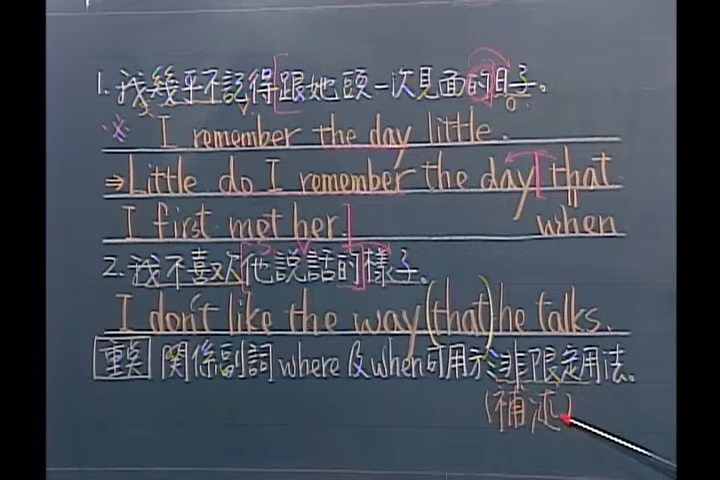 1. 我幾乎不記得跟她頭一次見面的日子。
※ I remember the day little.
⇒ Little do I remember the day that
I first met her. when
2. 我不喜歡他說話的樣子。
I don't like the way (that) he talks.
重點 關係副詞 where 及 when 可用於非限定用法。
(補述)